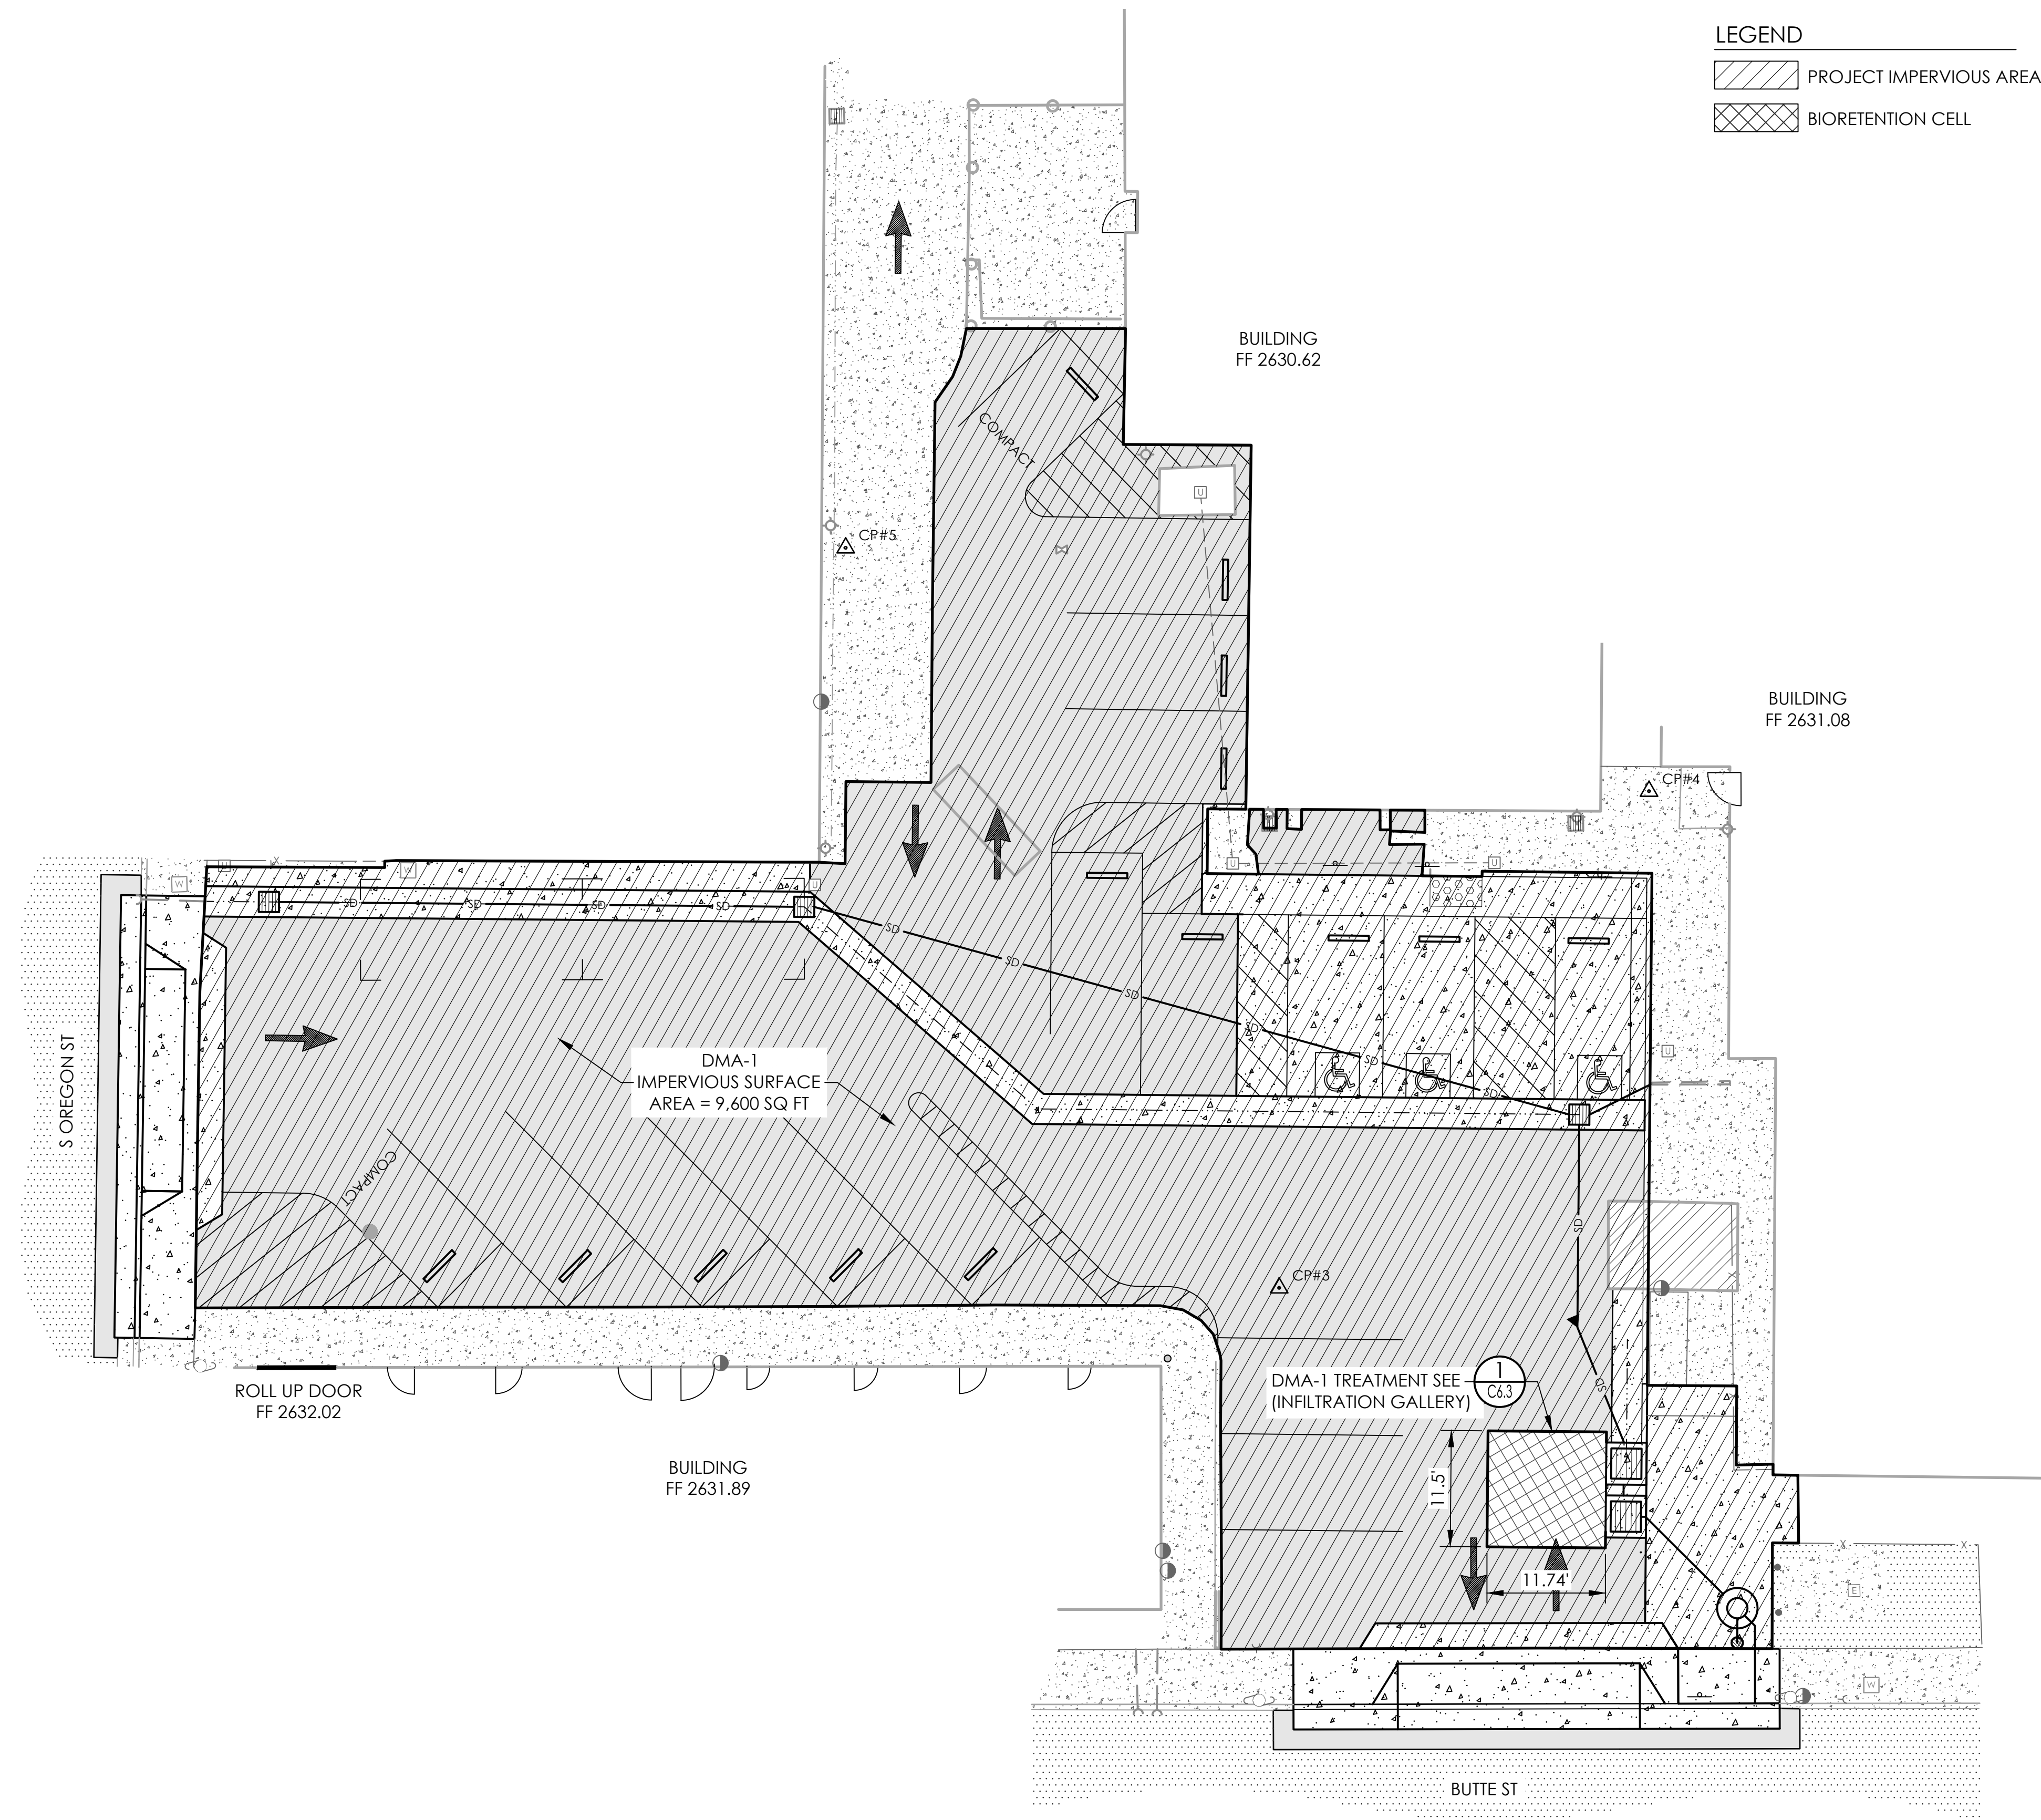 LEGEND
PROJECT IMPERVIOUS AREA
BIORETENTION CELL
BUILDING
FF 2630.62
COMPACT
U
CP#5
BUILDING
FF 2631.08
CP#4
U
U
U
W
W
U
SD
SD
SD
SD
SD
SD
SD
SD
SD
SD
U
S OREGON ST
DMA-1
IMPERVIOUS SURFACE
AREA = 9,600 SQ FT
COMPACT
SD
CP#3
SD
ROLL UP DOOR
FF 2632.02
DMA-1 TREATMENT SEE
(INFILTRATION GALLERY)
1
C6.3
BUILDING
FF 2631.89
11.5'
11.74'
X
X
E
W
BUTTE ST